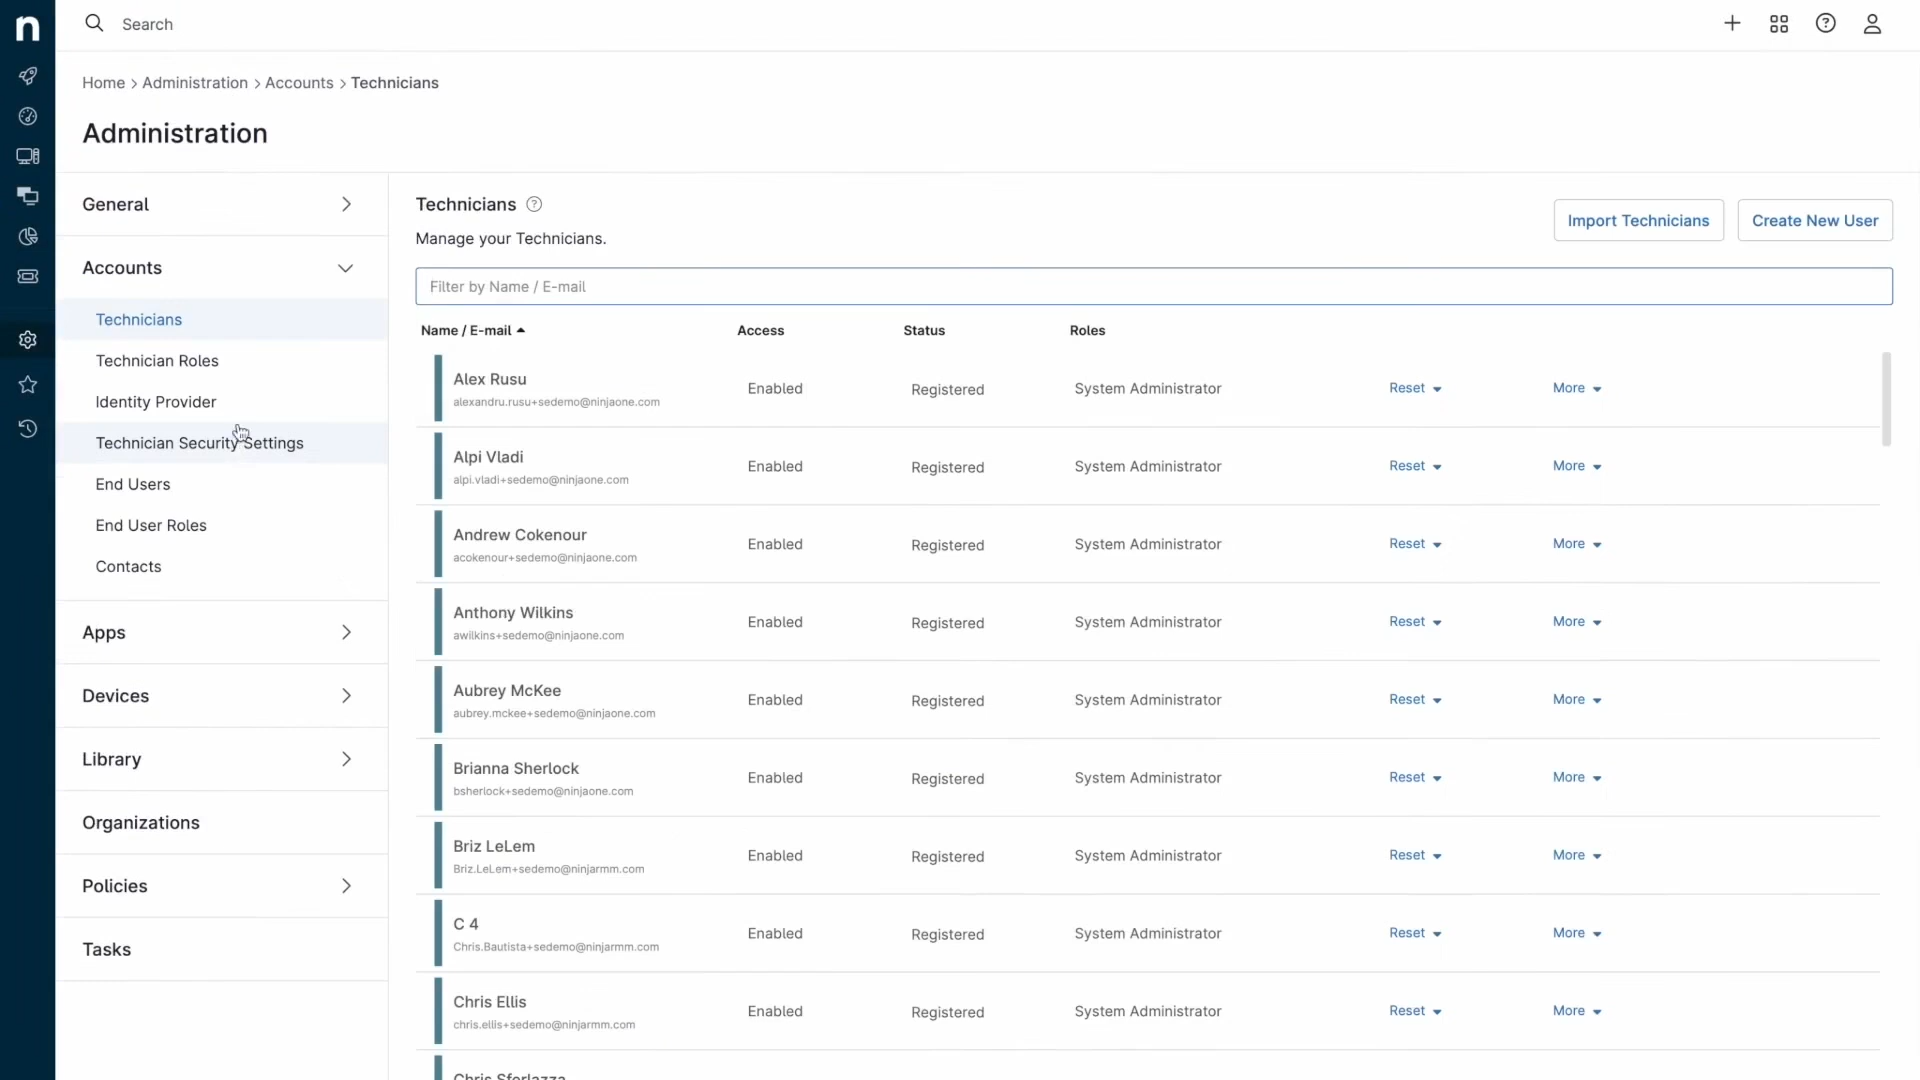 n
Search
Home > Administration > Accounts > Technicians
Administration
General
Accounts
Technicians
Technician Roles
Identity Provider
Technician Security Settings
End Users
End User Roles
Contacts
Apps
Devices
Library
Organizations
Policies
Tasks
Technicians
Manage your Technicians.
Import Technicians
Create New User
Filter by Name / E-mail
Name / E-mail Access Status Roles
Alex Rusu
alexandru.rusu+sedemo@ninjaone.com
Enabled Registered System Administrator Reset More
Alpi Vladi
alpi.vladi+sedemo@ninjaone.com
Enabled Registered System Administrator Reset More
Andrew Cokenour
acokenour+sedemo@ninjaone.com
Enabled Registered System Administrator Reset More
Anthony Wilkins
awilkins+sedemo@ninjaone.com
Enabled Registered System Administrator Reset More
Aubrey McKee
aubrey.mckee+sedemo@ninjaone.com
Enabled Registered System Administrator Reset More
Brianna Sherlock
bsherlock+sedemo@ninjaone.com
Enabled Registered System Administrator Reset More
Briz LeLem
Briz.LeLem+sedemo@ninjarmm.com
Enabled Registered System Administrator Reset More
C 4
Chris.Bautista+sedemo@ninjarmm.com
Enabled Registered System Administrator Reset More
Chris Ellis
chris.ellis+sedemo@ninjarmm.com
Enabled Registered System Administrator Reset More
Chris Sforlazza